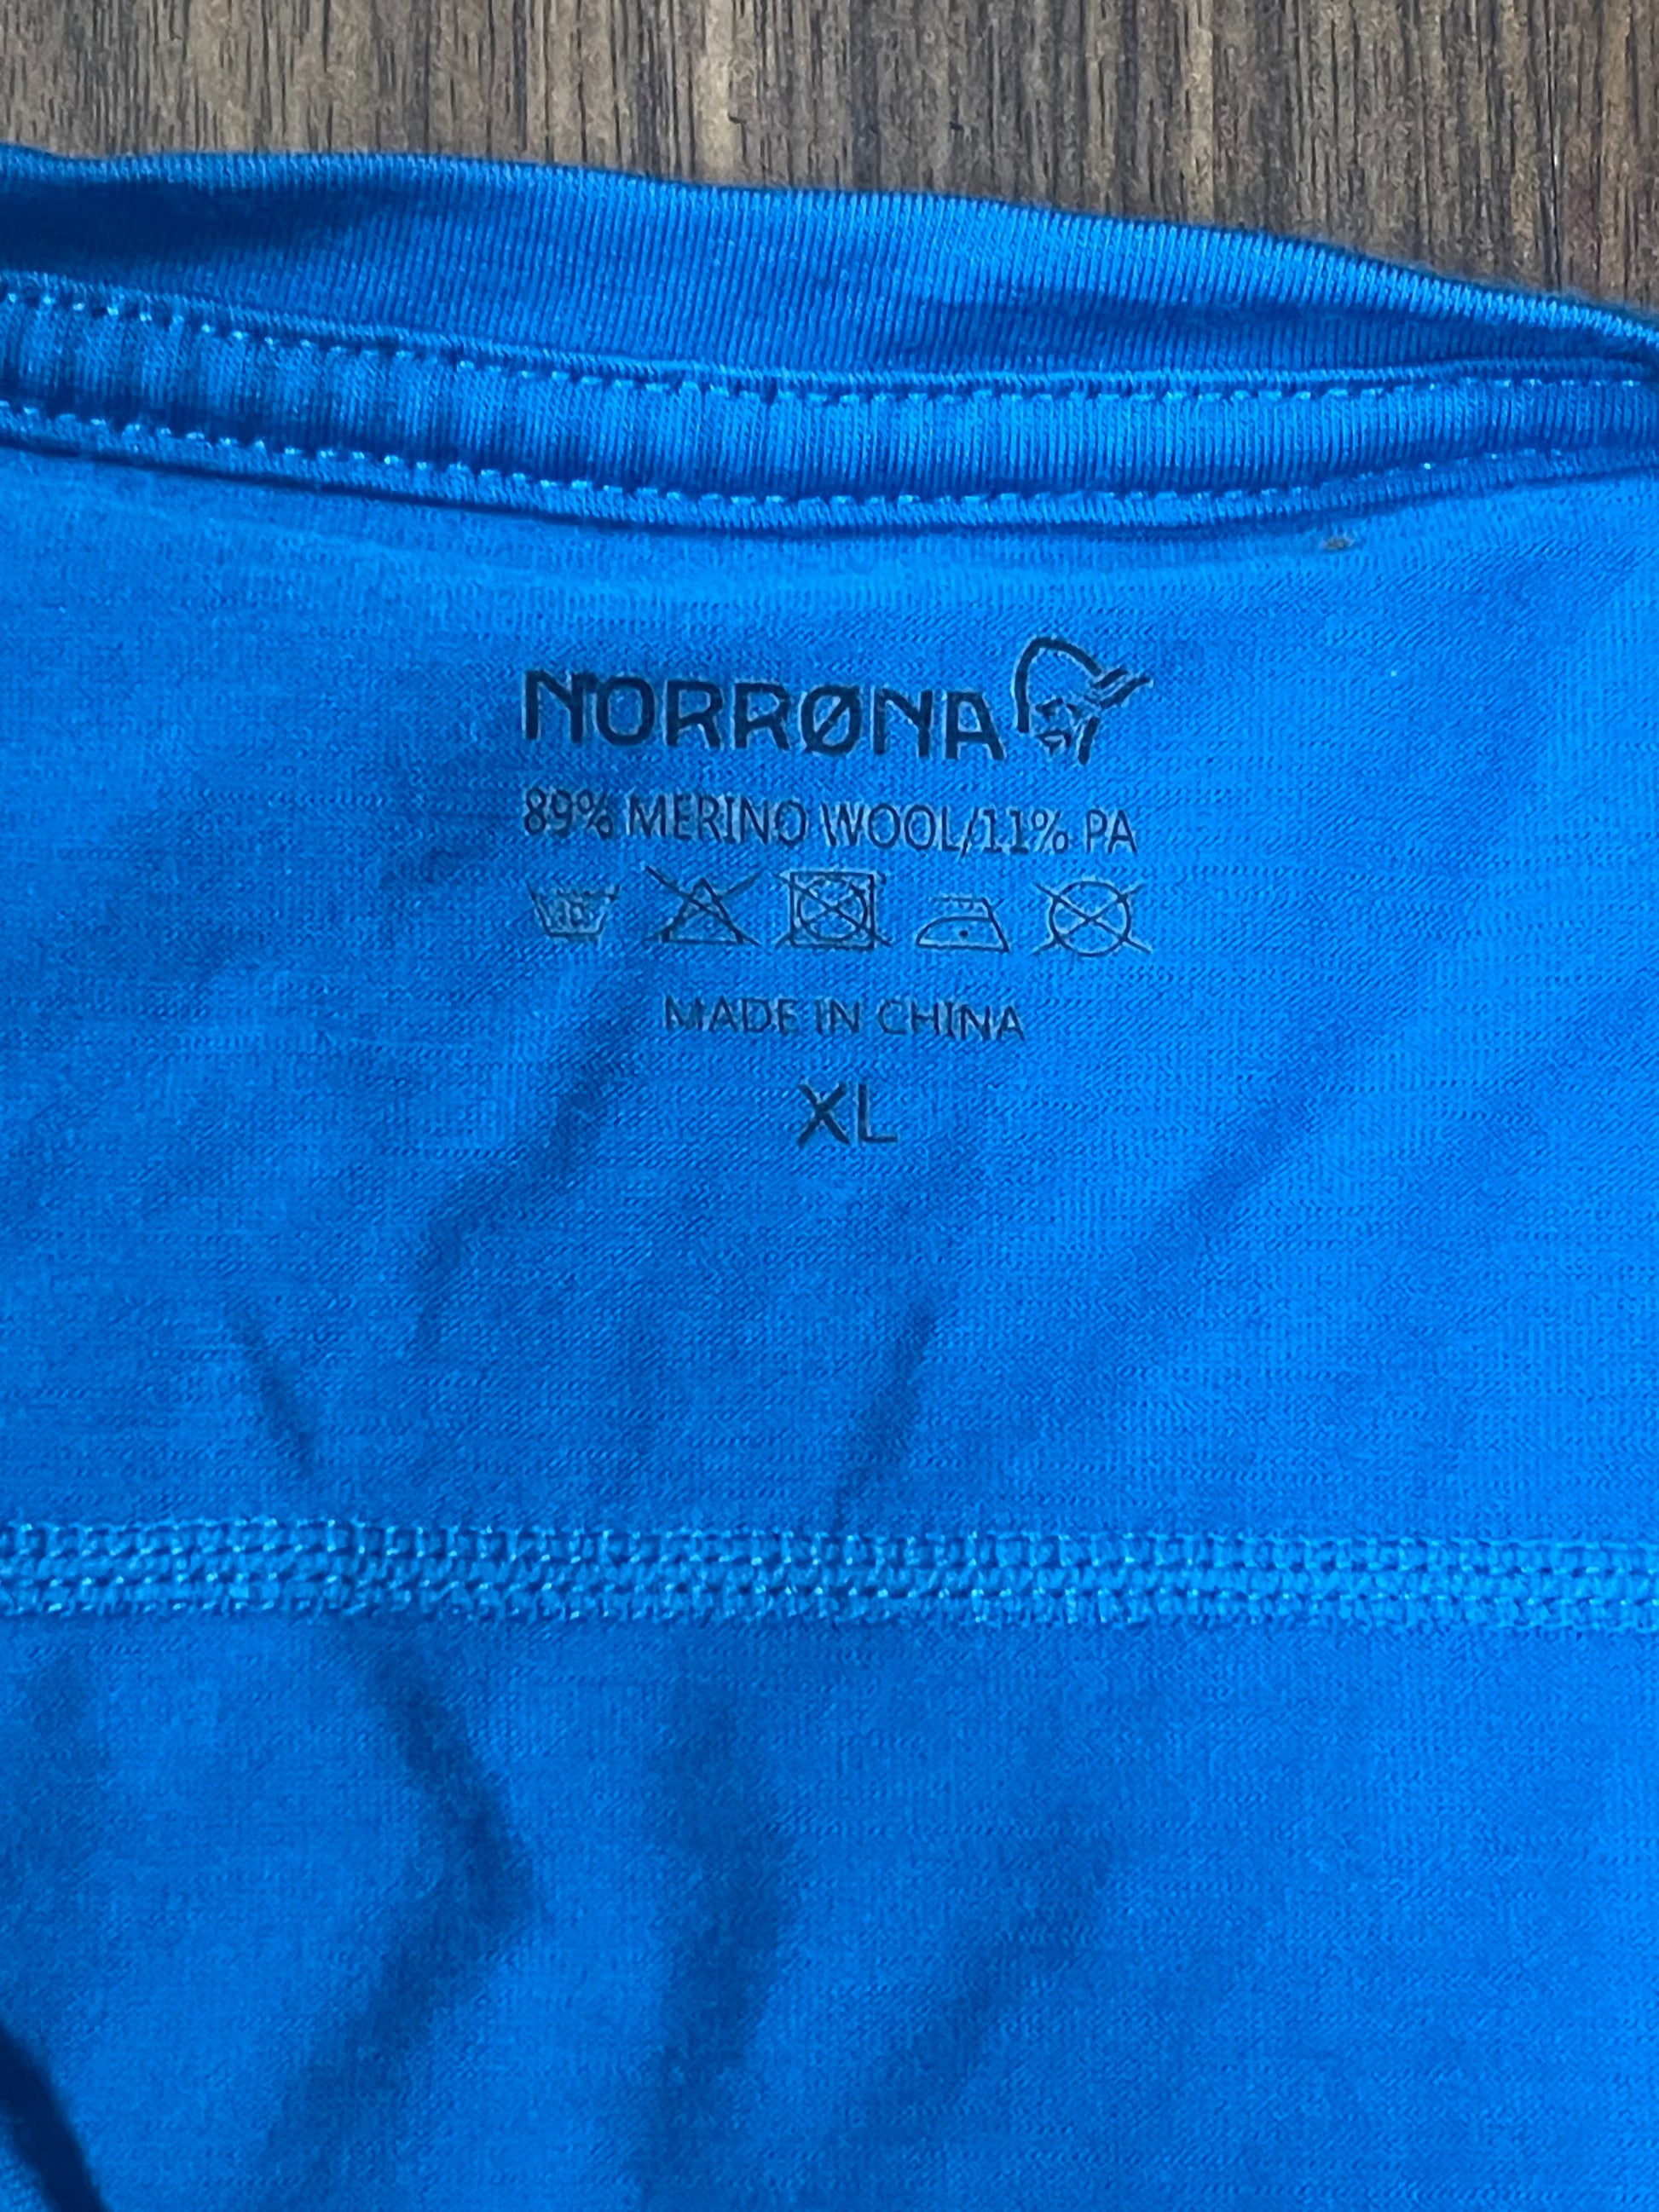 NORRØNA
89% MERINO WOOL/11% PA
MADE IN CHINA
XL